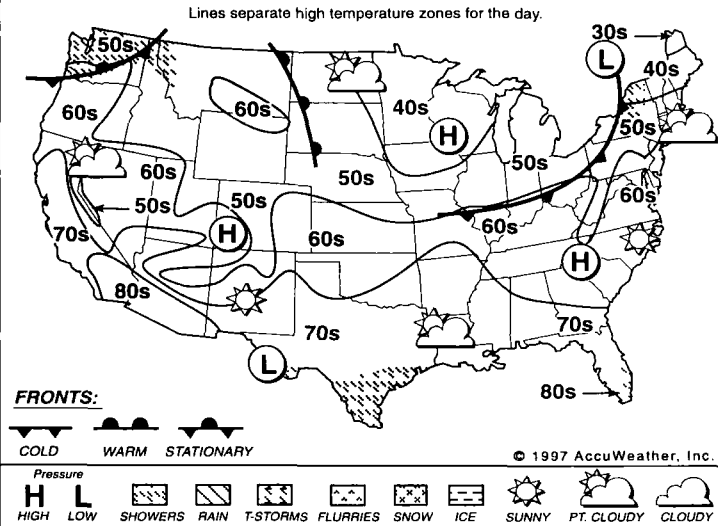 Lines separate high temperature zones for the day.
30s
50s
L
40s
60s
60s
40s
H
50s
50s
60s
50s
50s
60s
50s
70s
H
60s
60s
H
80s
70s
70s
L
80s
FRONTS:
COLD WARM STATIONARY
© 1997 AccuWeather, Inc.
Pressure
H L
HIGH LOW SHOWERS RAIN T-STORMS FLURRIES SNOW ICE SUNNY PT. CLOUDY CLOUDY